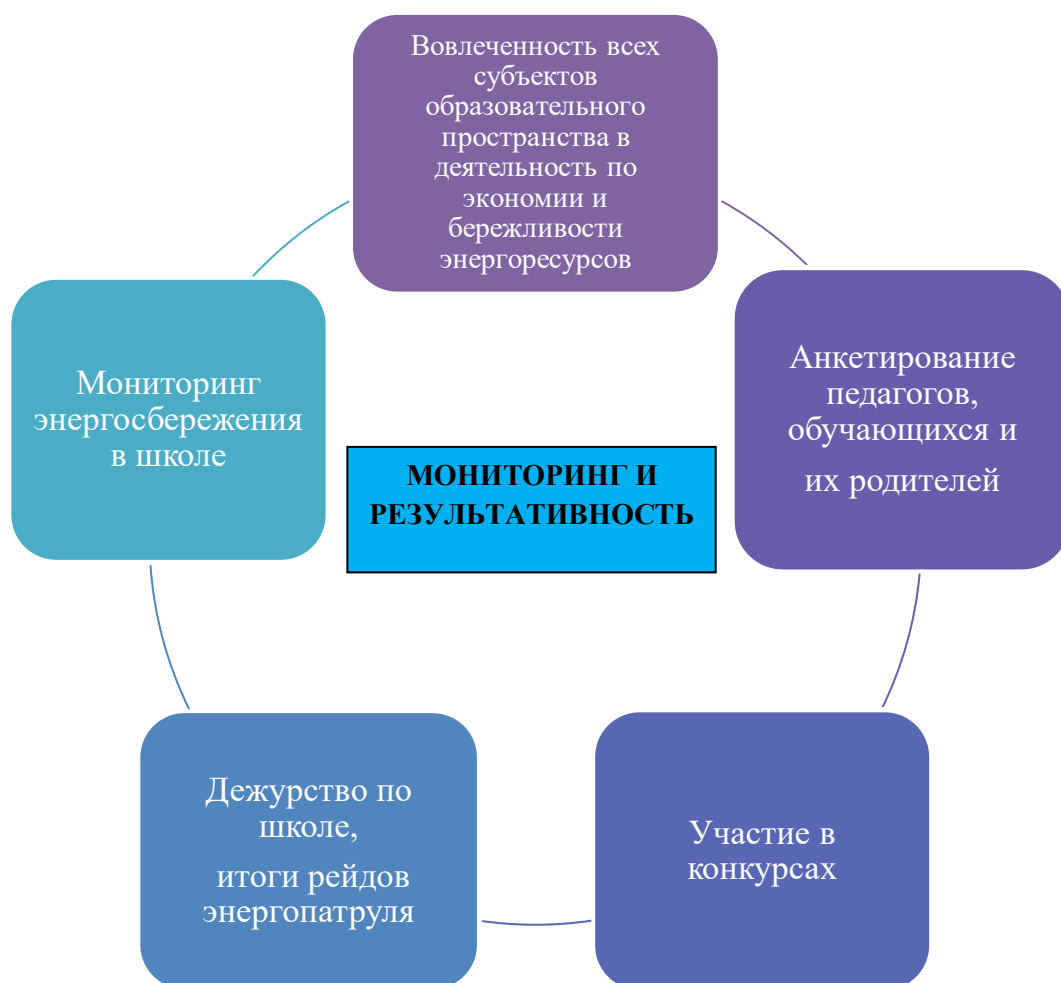 Вовлеченность всех
субъектов
образовательного
пространства в
деятельность по
экономии и
бережливости
энергоресурсов
Анкетирование
педагогов,
обучающихся и
их родителей
Участие в
конкурсах
Дежурство по
школе,
итоги рейдов
энергопатруля
Мониторинг
энергосбережения
в школе
МОНИТОРИНГ И
РЕЗУЛЬТАТИВНОСТЬ